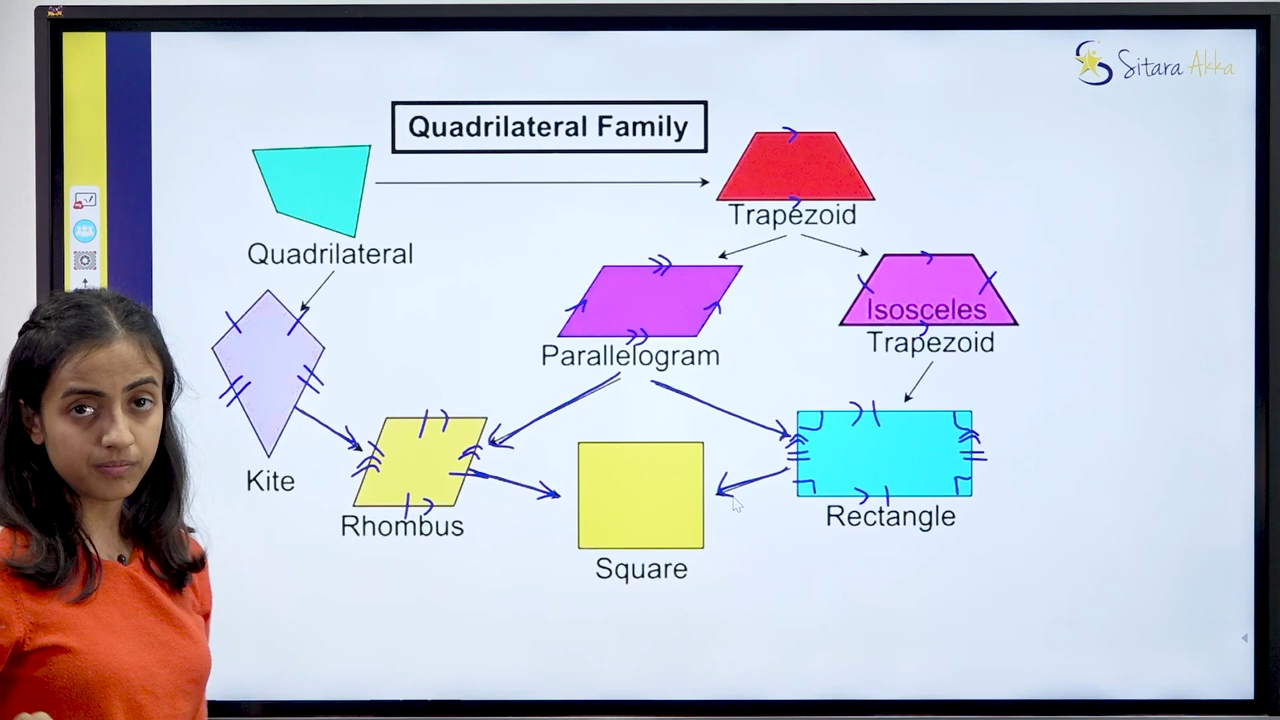 Sitara Akka
Quadrilateral Family
Trapezoid
Quadrilateral
Isosceles
Trapezoid
Parallelogram
Kite
Rhombus
Rectangle
Square